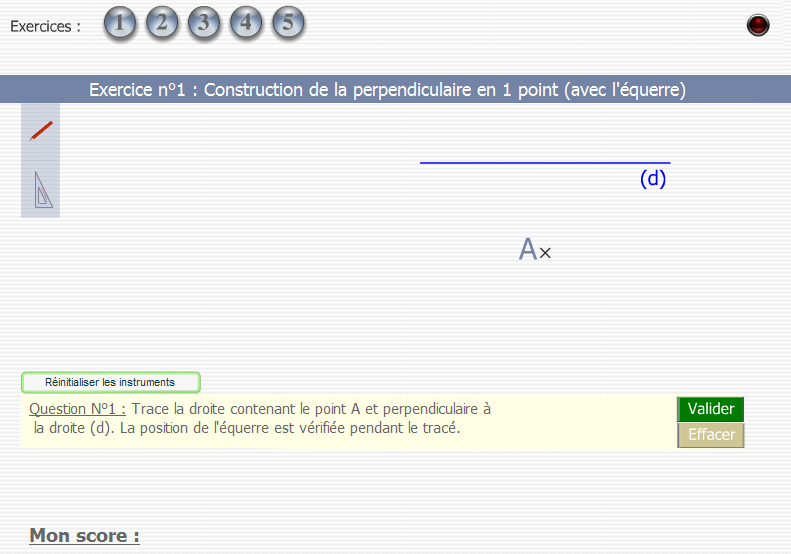 Exercices : 1 2 3 4 5
Exercice n°1 : Construction de la perpendiculaire en 1 point (avec l'équerre)
(d)
A×
Réinitialiser les instruments
Question N°1 : Trace la droite contenant le point A et perpendiculaire à
la droite (d). La position de l'équerre est vérifiée pendant le tracé.
Valider
Effacer
Mon score :